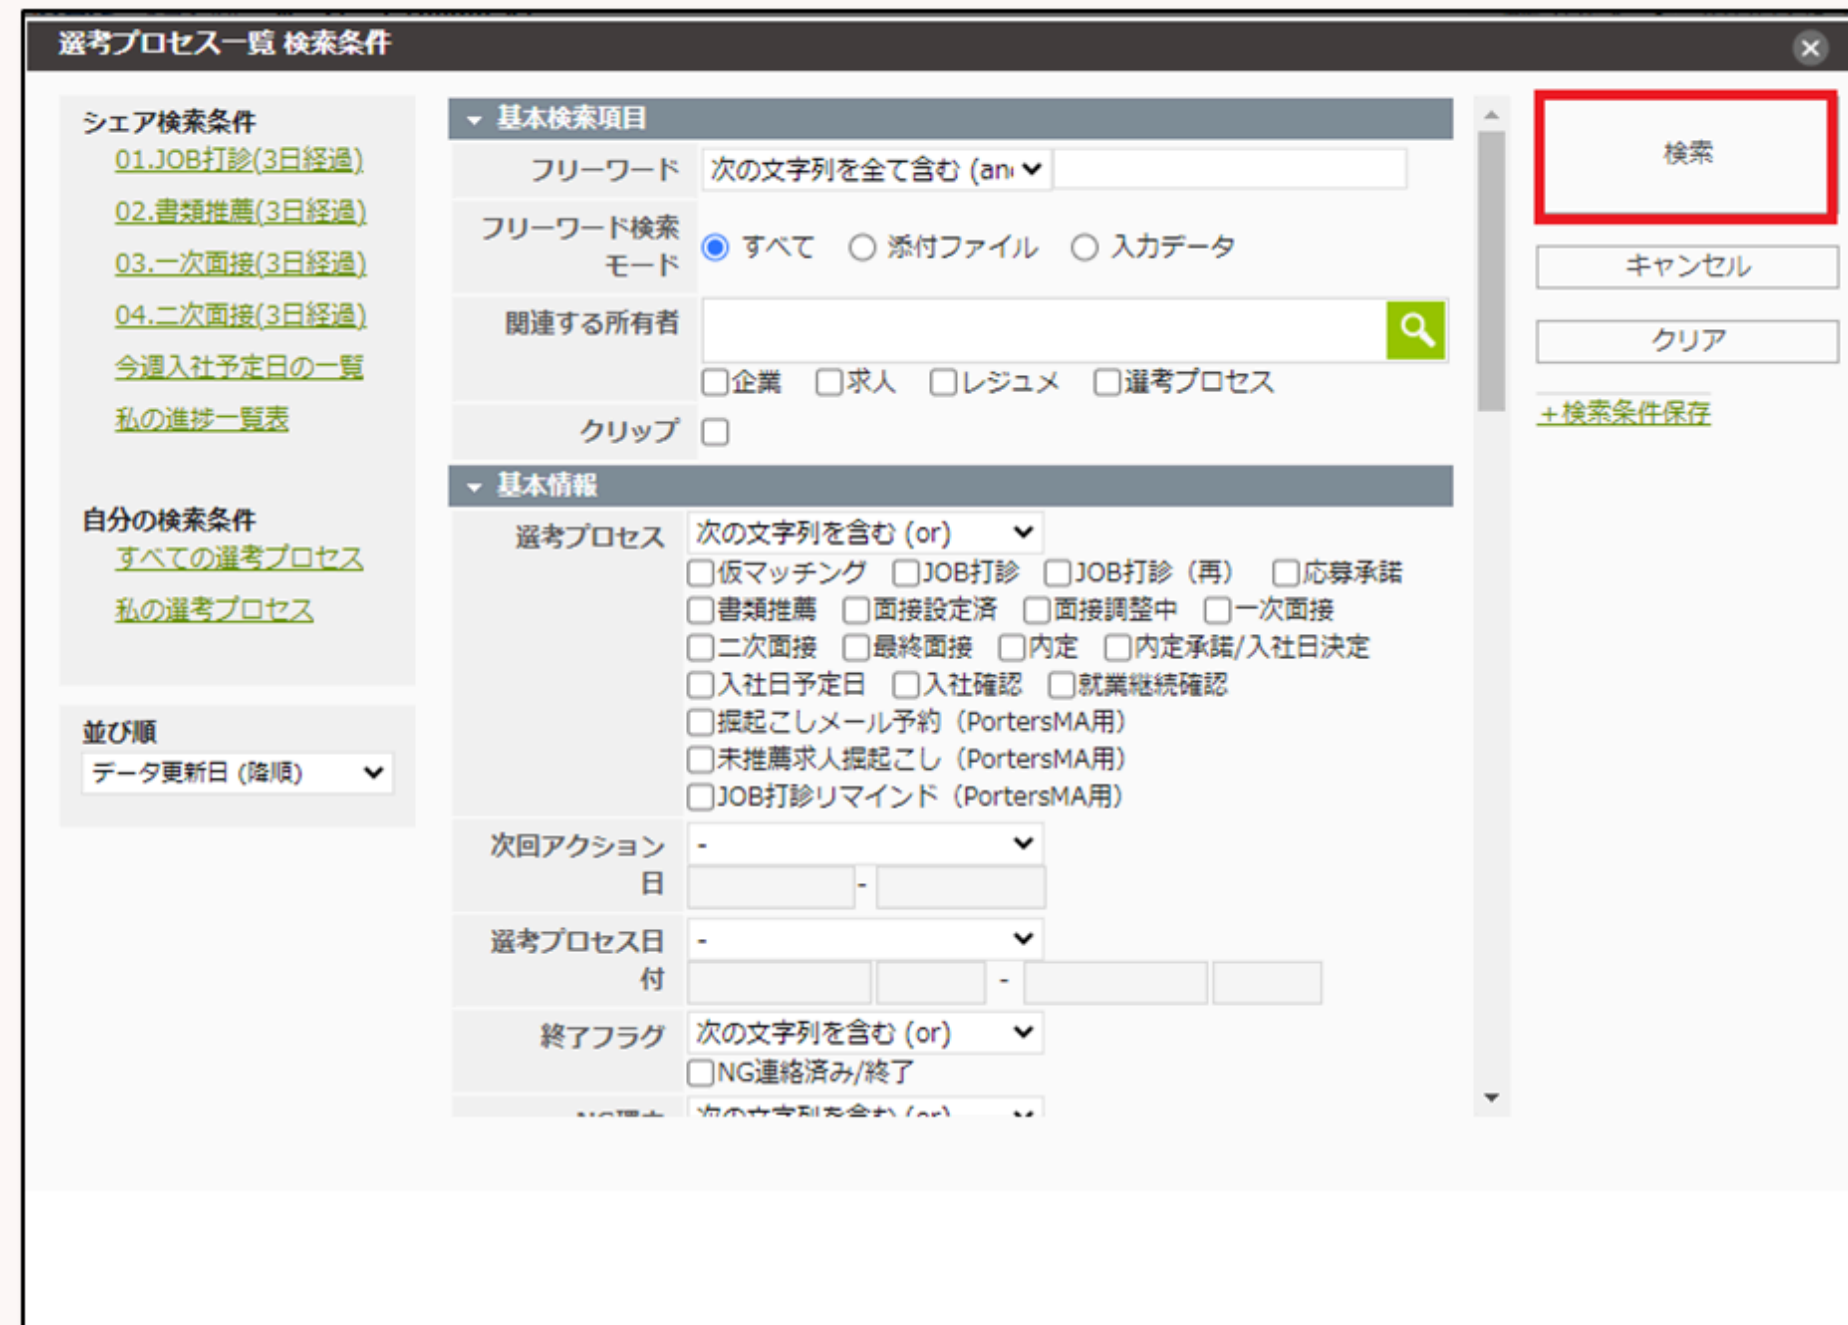 選考プロセス一覧 検索条件
シェア検索条件
01.JOB打診(3日経過)
02.書類推薦(3日経過)
03.一次面接(3日経過)
04.二次面接(3日経過)
今週入社予定日の一覧
私の進捗一覧表
自分の検索条件
すべての選考プロセス
私の選考プロセス
並び順
データ更新日 (降順)
基本検索項目
フリーワード 次の文字列を全て含む (an
フリーワード検索
モード
すべて 添付ファイル 入力データ
関連する所有者
企業 求人 レジュメ 選考プロセス
クリップ
基本情報
選考プロセス 次の文字列を含む (or)
仮マッチング JOB打診 JOB打診（再） 応募承諾
書類推薦 面接設定済 面接調整中 一次面接
二次面接 最終面接 内定 内定承諾/入社日決定
入社日予定日 入社確認 就業継続確認
掘起こしメール予約（PortersMA用）
未推薦求人掘起こし（PortersMA用）
JOB打診リマインド（PortersMA用）
次回アクション
日
-
-
選考プロセス日
付
-
-
終了フラグ 次の文字列を含む (or)
NG連絡済み/終了
NG理由 次の文字列を含む (or)
検索
キャンセル
クリア
+検索条件保存